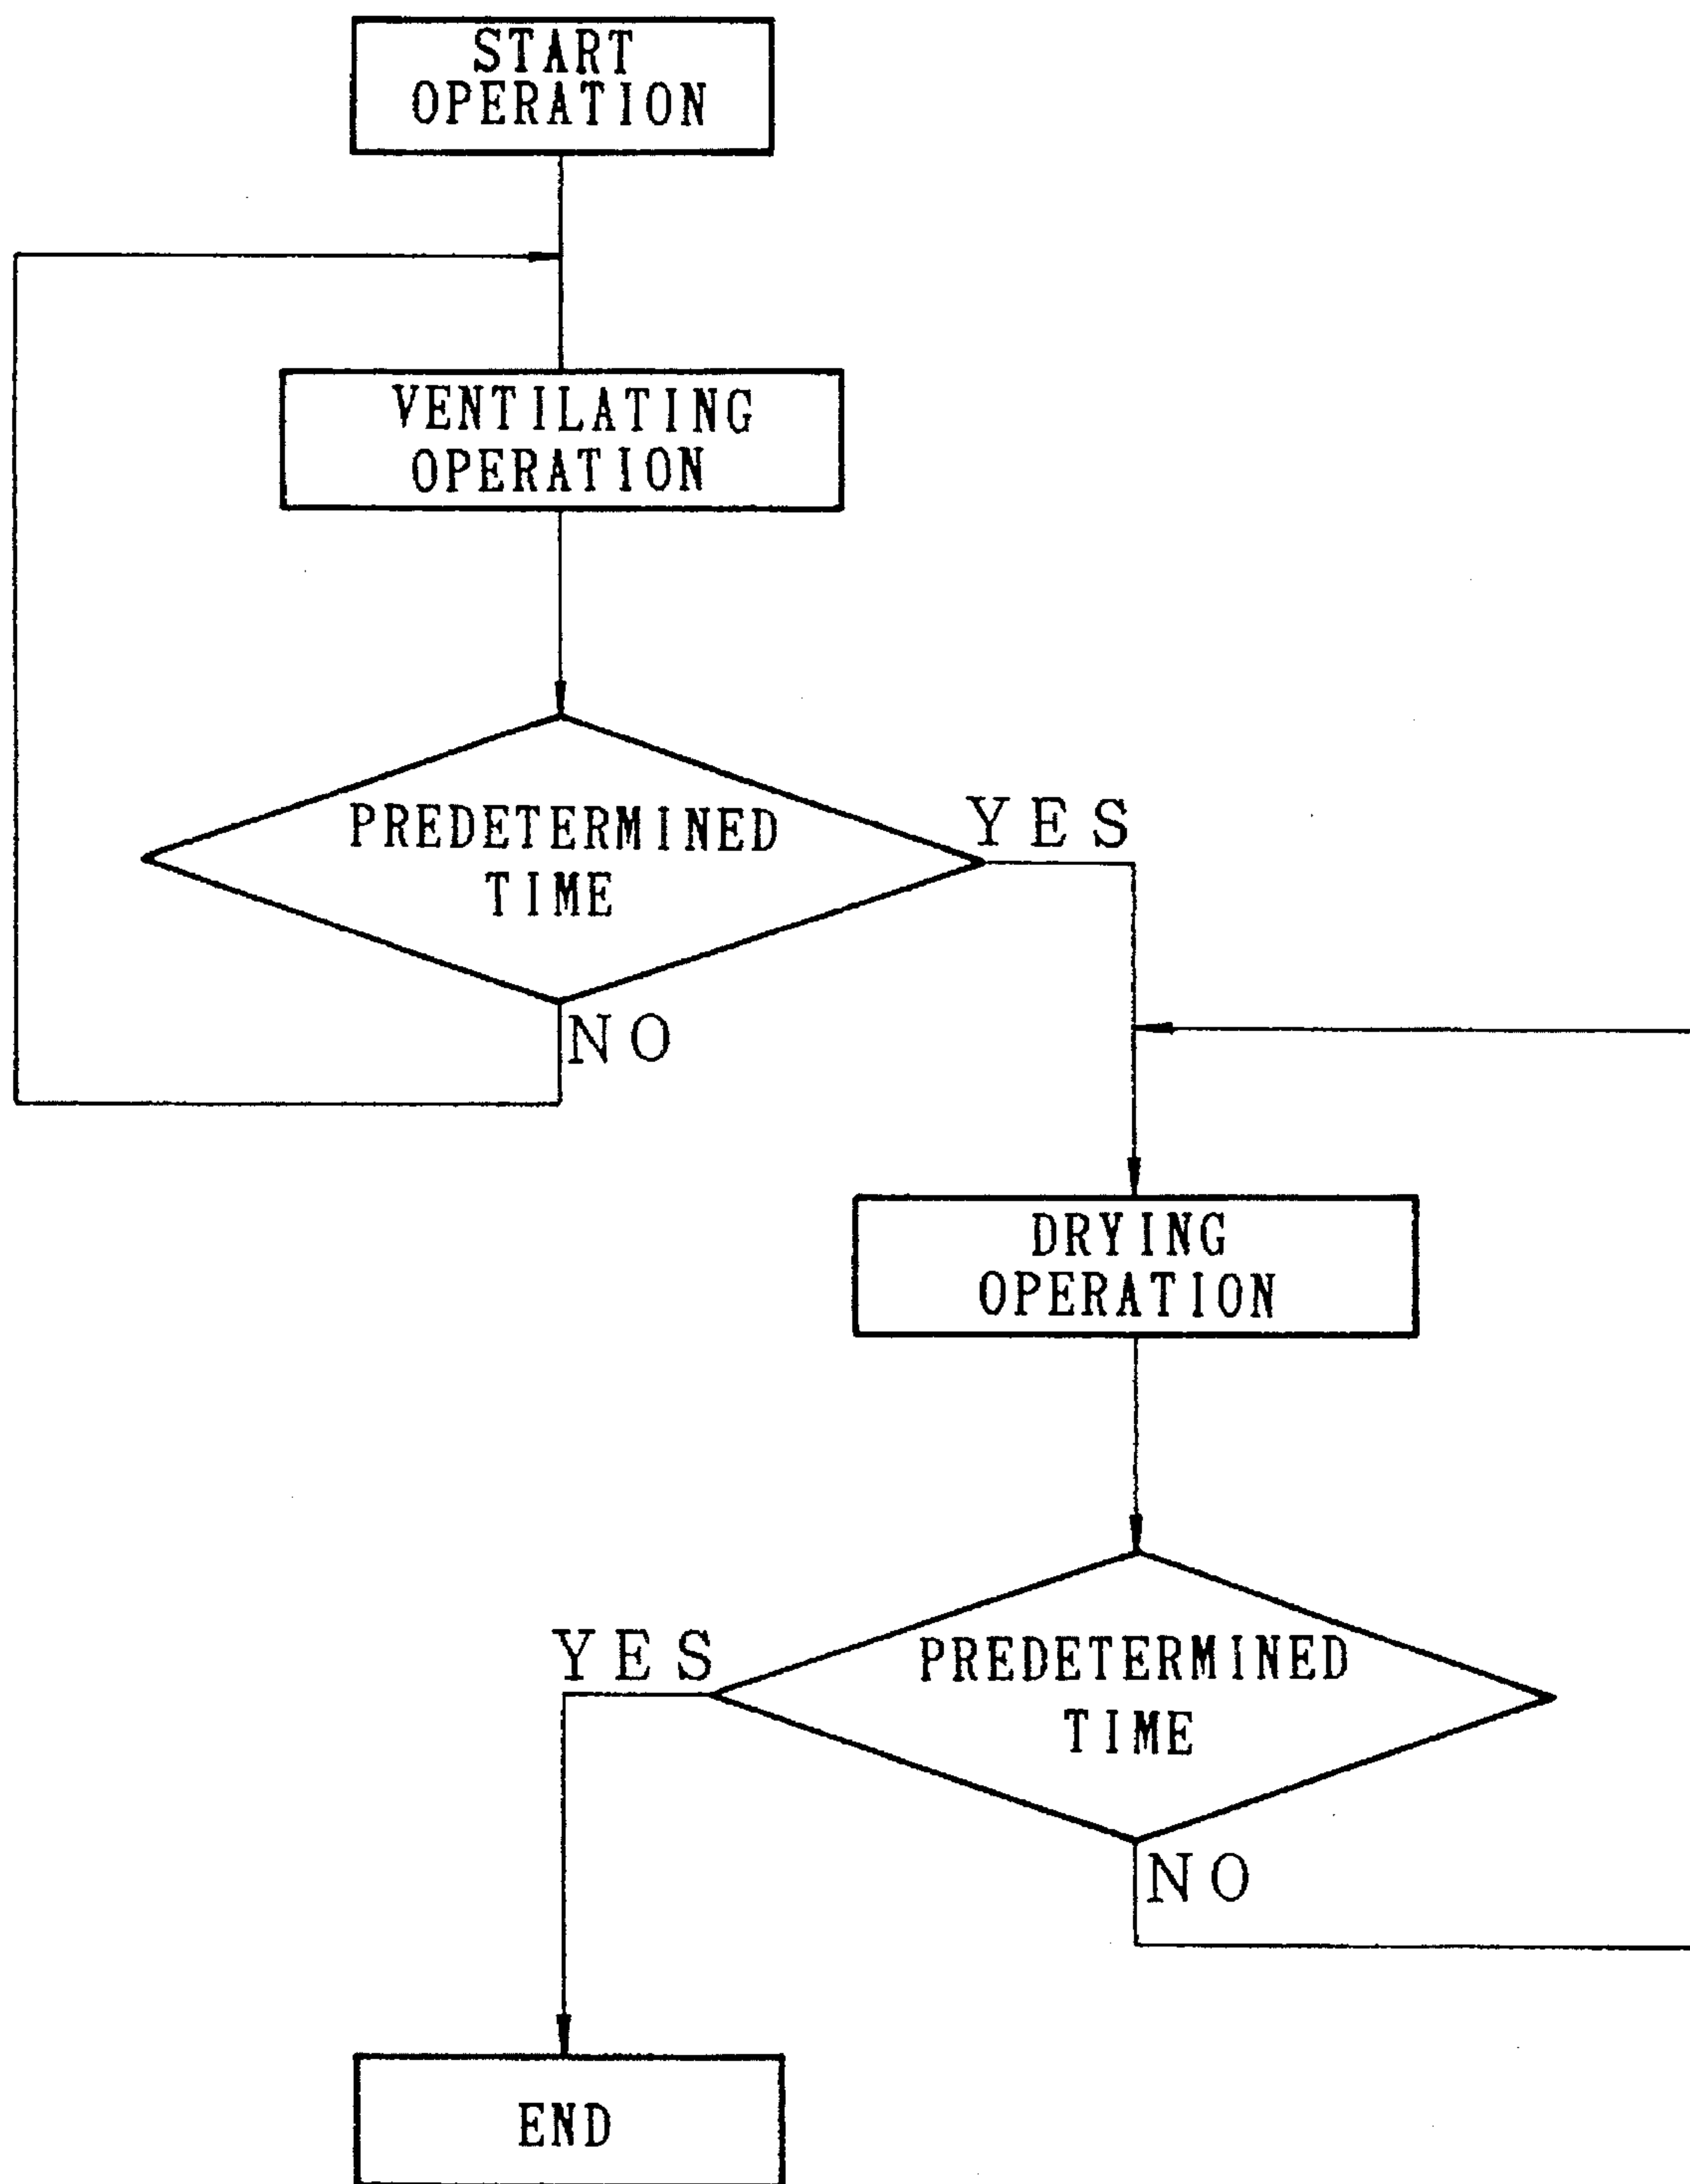 START
OPERATION
VENTILATING
OPERATION
PREDETERMINED
TIME
YES
NO
DRYING
OPERATION
PREDETERMINED
TIME
YES
NO
END